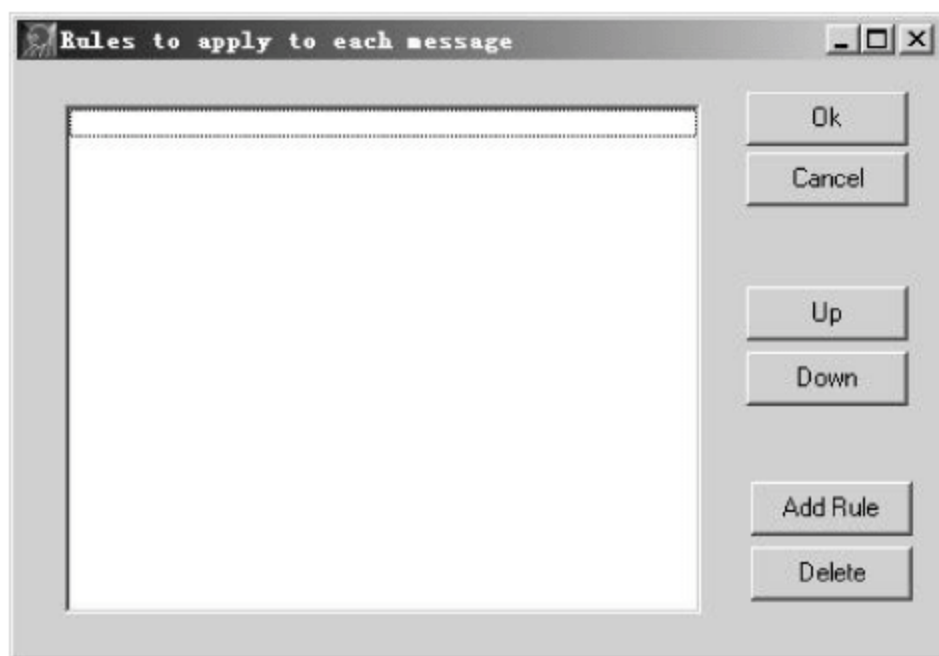 Rules to apply to each message
Ok
Cancel
Up
Down
Add Rule
Delete